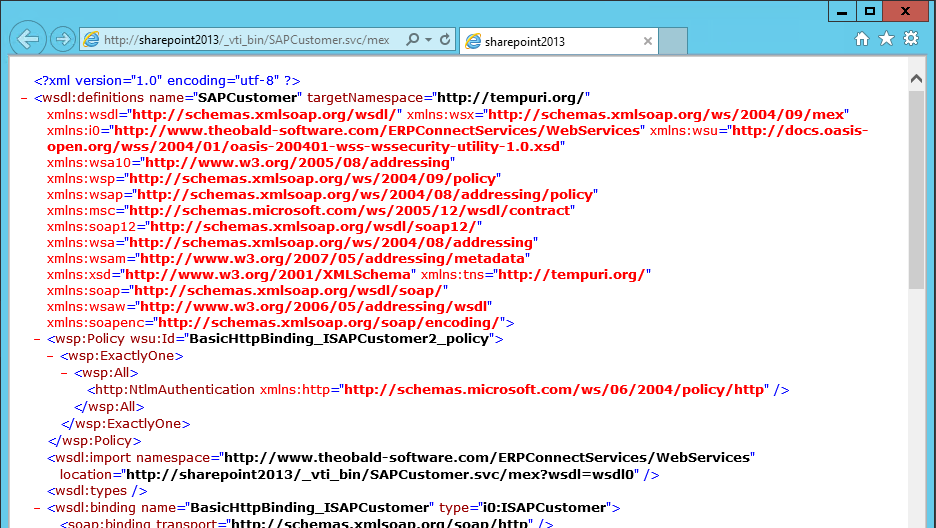 http://sharepoint2013/_vti_bin/SAPCustomer.svc/mex
sharepoint2013
<?xml version="1.0" encoding="utf-8" ?>
- <wsdl:definitions name="SAPCustomer" targetNamespace="http://tempuri.org/"
xmlns:wsdl="http://schemas.xmlsoap.org/wsdl/" xmlns:wsx="http://schemas.xmlsoap.org/ws/2004/09/mex"
xmlns:i0="http://www.theobald-software.com/ERPConnectServices/WebServices" xmlns:wsu="http://docs.oasis-
open.org/wss/2004/01/oasis-200401-wss-wssecurity-utility-1.0.xsd"
xmlns:wsa10="http://www.w3.org/2005/08/addressing"
xmlns:wsp="http://schemas.xmlsoap.org/ws/2004/09/policy"
xmlns:wsap="http://schemas.xmlsoap.org/ws/2004/08/addressing/policy"
xmlns:msc="http://schemas.microsoft.com/ws/2005/12/wsdl/contract"
xmlns:soap12="http://schemas.xmlsoap.org/wsdl/soap12/"
xmlns:wsa="http://schemas.xmlsoap.org/ws/2004/08/addressing"
xmlns:wsam="http://www.w3.org/2007/05/addressing/metadata"
xmlns:xsd="http://www.w3.org/2001/XMLSchema" xmlns:tns="http://tempuri.org/"
xmlns:soap="http://schemas.xmlsoap.org/wsdl/soap/"
xmlns:wsaw="http://www.w3.org/2006/05/addressing/wsdl"
xmlns:soapenc="http://schemas.xmlsoap.org/soap/encoding/">
- <wsp:Policy wsu:Id="BasicHttpBinding_ISAPCustomer2_policy">
- <wsp:ExactlyOne>
- <wsp:All>
<http:NtlmAuthentication xmlns:http="http://schemas.microsoft.com/ws/06/2004/policy/http" />
</wsp:All>
</wsp:ExactlyOne>
</wsp:Policy>
<wsdl:import namespace="http://www.theobald-software.com/ERPConnectServices/WebServices"
location="http://sharepoint2013/_vti_bin/SAPCustomer.svc/mex?wsdl=wsdl0" />
<wsdl:types />
- <wsdl:binding name="BasicHttpBinding_ISAPCustomer" type="i0:ISAPCustomer">
<soap:binding transport="http://schemas.xmlsoap.org/soap/http" />